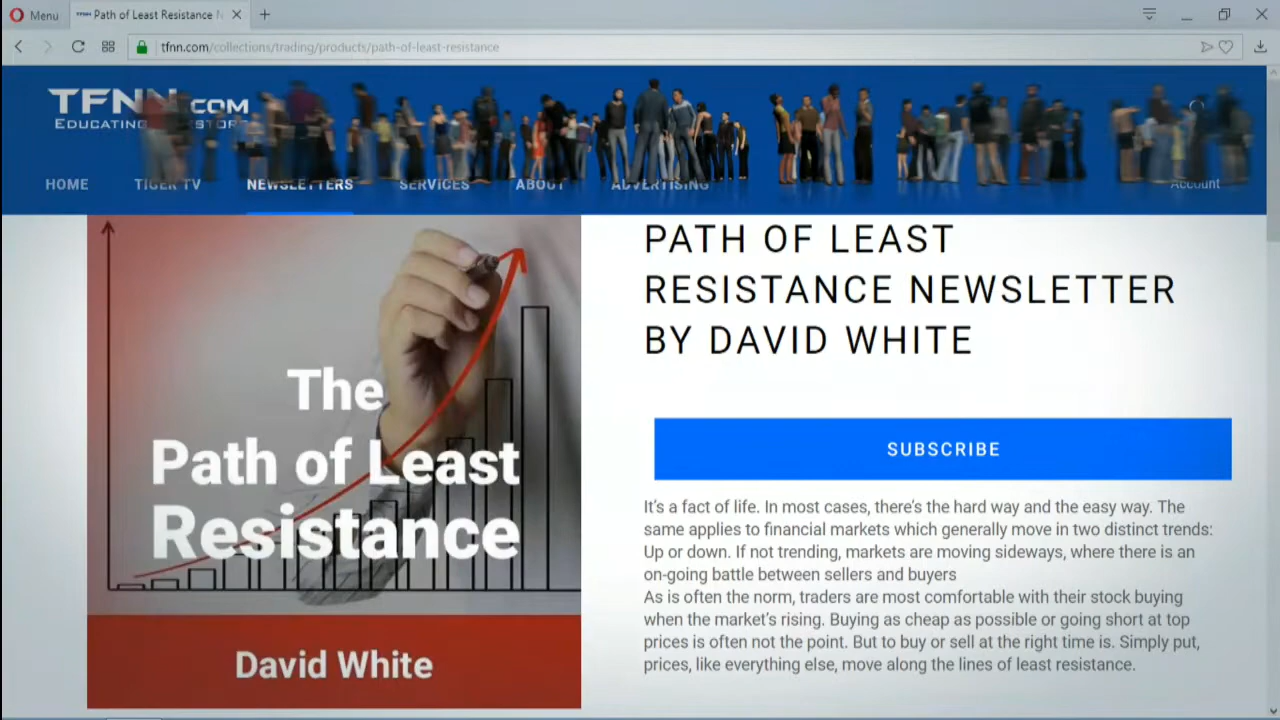 Menu
TFNN Path of Least Resistance N
tfnn.com/collections/trading/products/path-of-least-resistance
TFNN.COM
EDUCATING
HOME TIGER TV NEWSLETTERS SERVICES ABOUT ADVERTISING Account
The
Path of Least
Resistance
David White
PATH OF LEAST
RESISTANCE NEWSLETTER
BY DAVID WHITE
SUBSCRIBE
It's a fact of life. In most cases, there's the hard way and the easy way. The
same applies to financial markets which generally move in two distinct trends:
Up or down. If not trending, markets are moving sideways, where there is an
on-going battle between sellers and buyers
As is often the norm, traders are most comfortable with their stock buying
when the market's rising. Buying as cheap as possible or going short at top
prices is often not the point. But to buy or sell at the right time is. Simply put,
prices, like everything else, move along the lines of least resistance.